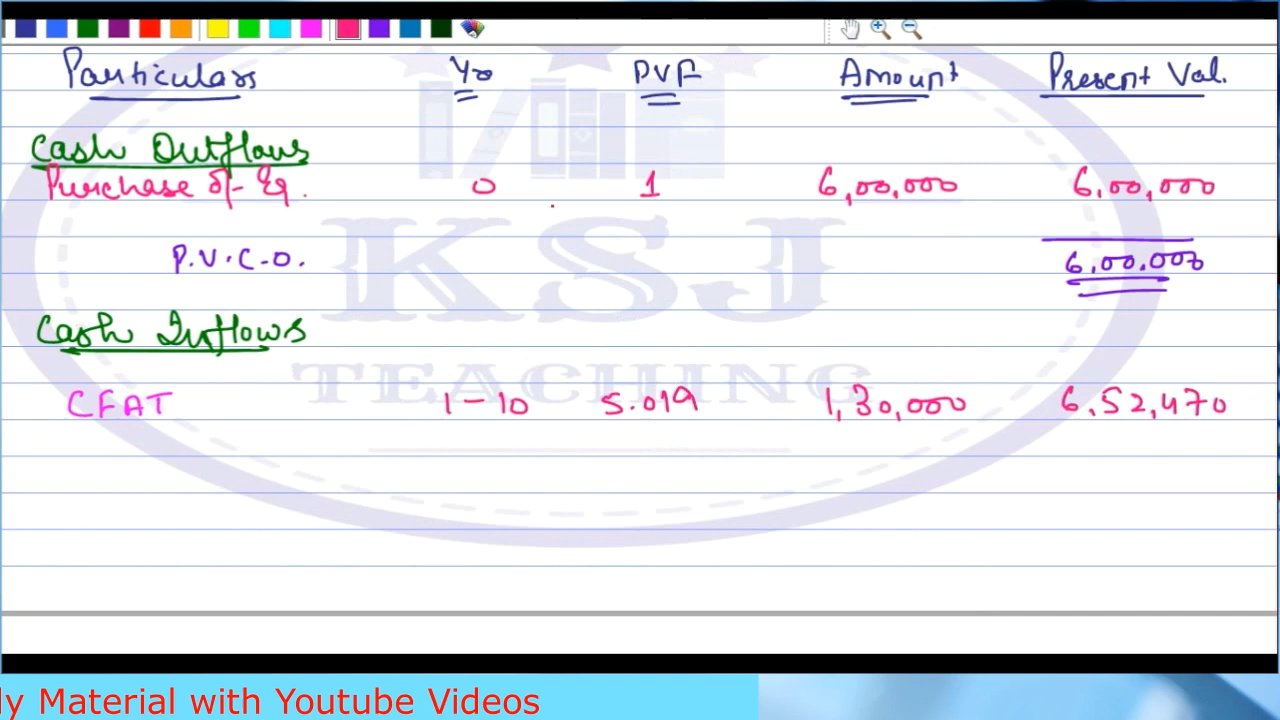 Particulars Yr PVF Amount Present Val.
Cash Outflows
Purchase of Eq. 0 1 6,00,000 6,00,000
P.V.C.O. 6,00,000
Cash Inflows
CFAT 1-10 5.019 1,30,000 6,52,470
KSJ
TEACHING
ly Material with Youtube Videos